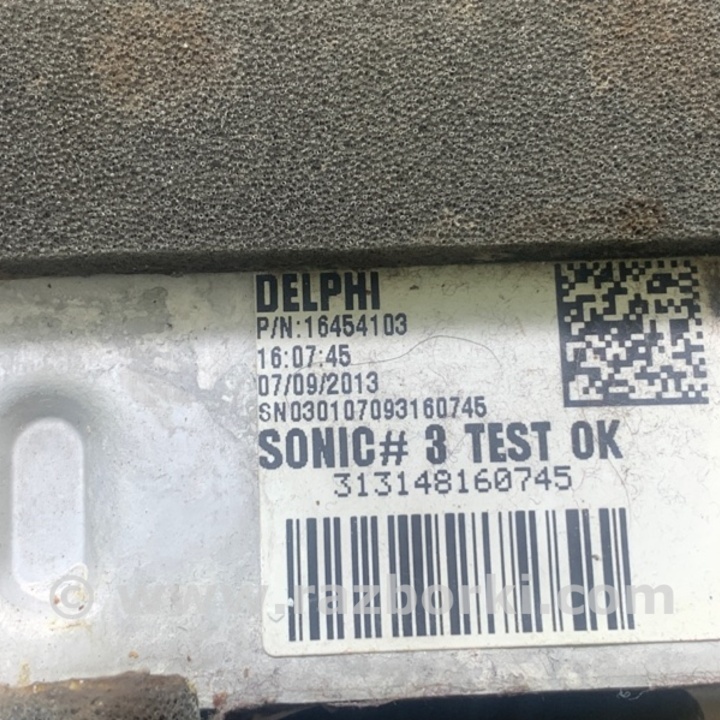 DELPHI
P/N:16454103
16:07:45
07/09/2013
SN030107093160745
SONIC# 3 TEST OK
313148160745
© www.razborki.com